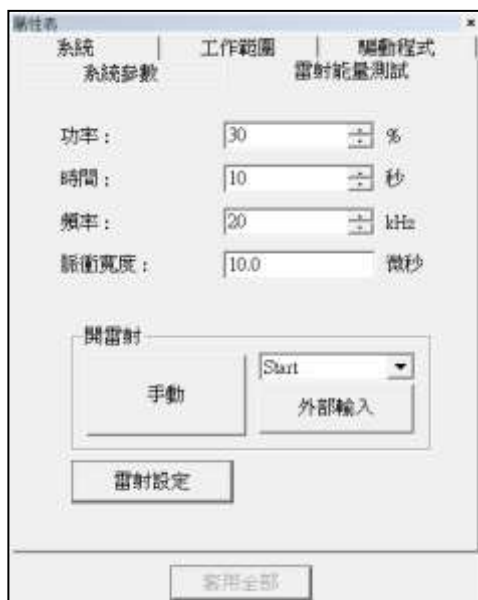 屬性表 ×
系統 工作範圍 驅動程式
系統參數 雷射能量測試
功率： 30 %
時間： 10 秒
頻率： 20 kHz
脈衝寬度： 10.0 微秒
開雷射
手動 Start
外部輸入
雷射設定
套用全部